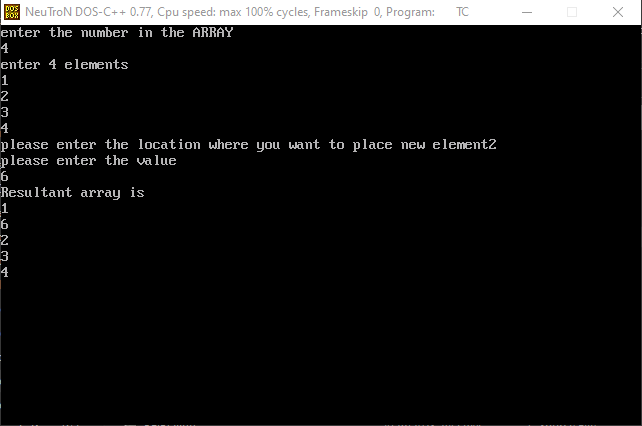 DOS BOX NeuTroN DOS-C++ 0.77, Cpu speed: max 100% cycles, Frameskip 0, Program: TC
enter the number in the ARRAY
4
enter 4 elements
1
2
3
4
please enter the location where you want to place new element2
please enter the value
6
Resultant array is
1
6
2
3
4